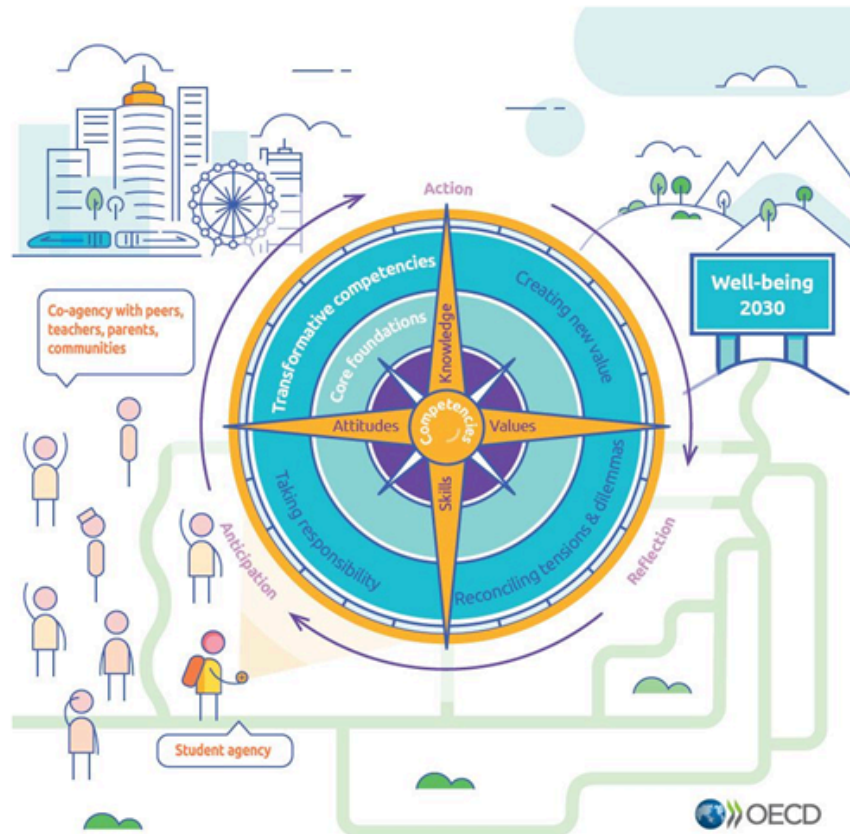 Action
Well-being
2030
Co-agency with peers,
teachers, parents,
communities
Transformative competencies
Creating new value
Core foundations
Knowledge
Attitudes
Competencies
Values
Skills
Taking responsibility
Reconciling tensions & dilemmas
Anticipation
Reflection
Student agency
OECD